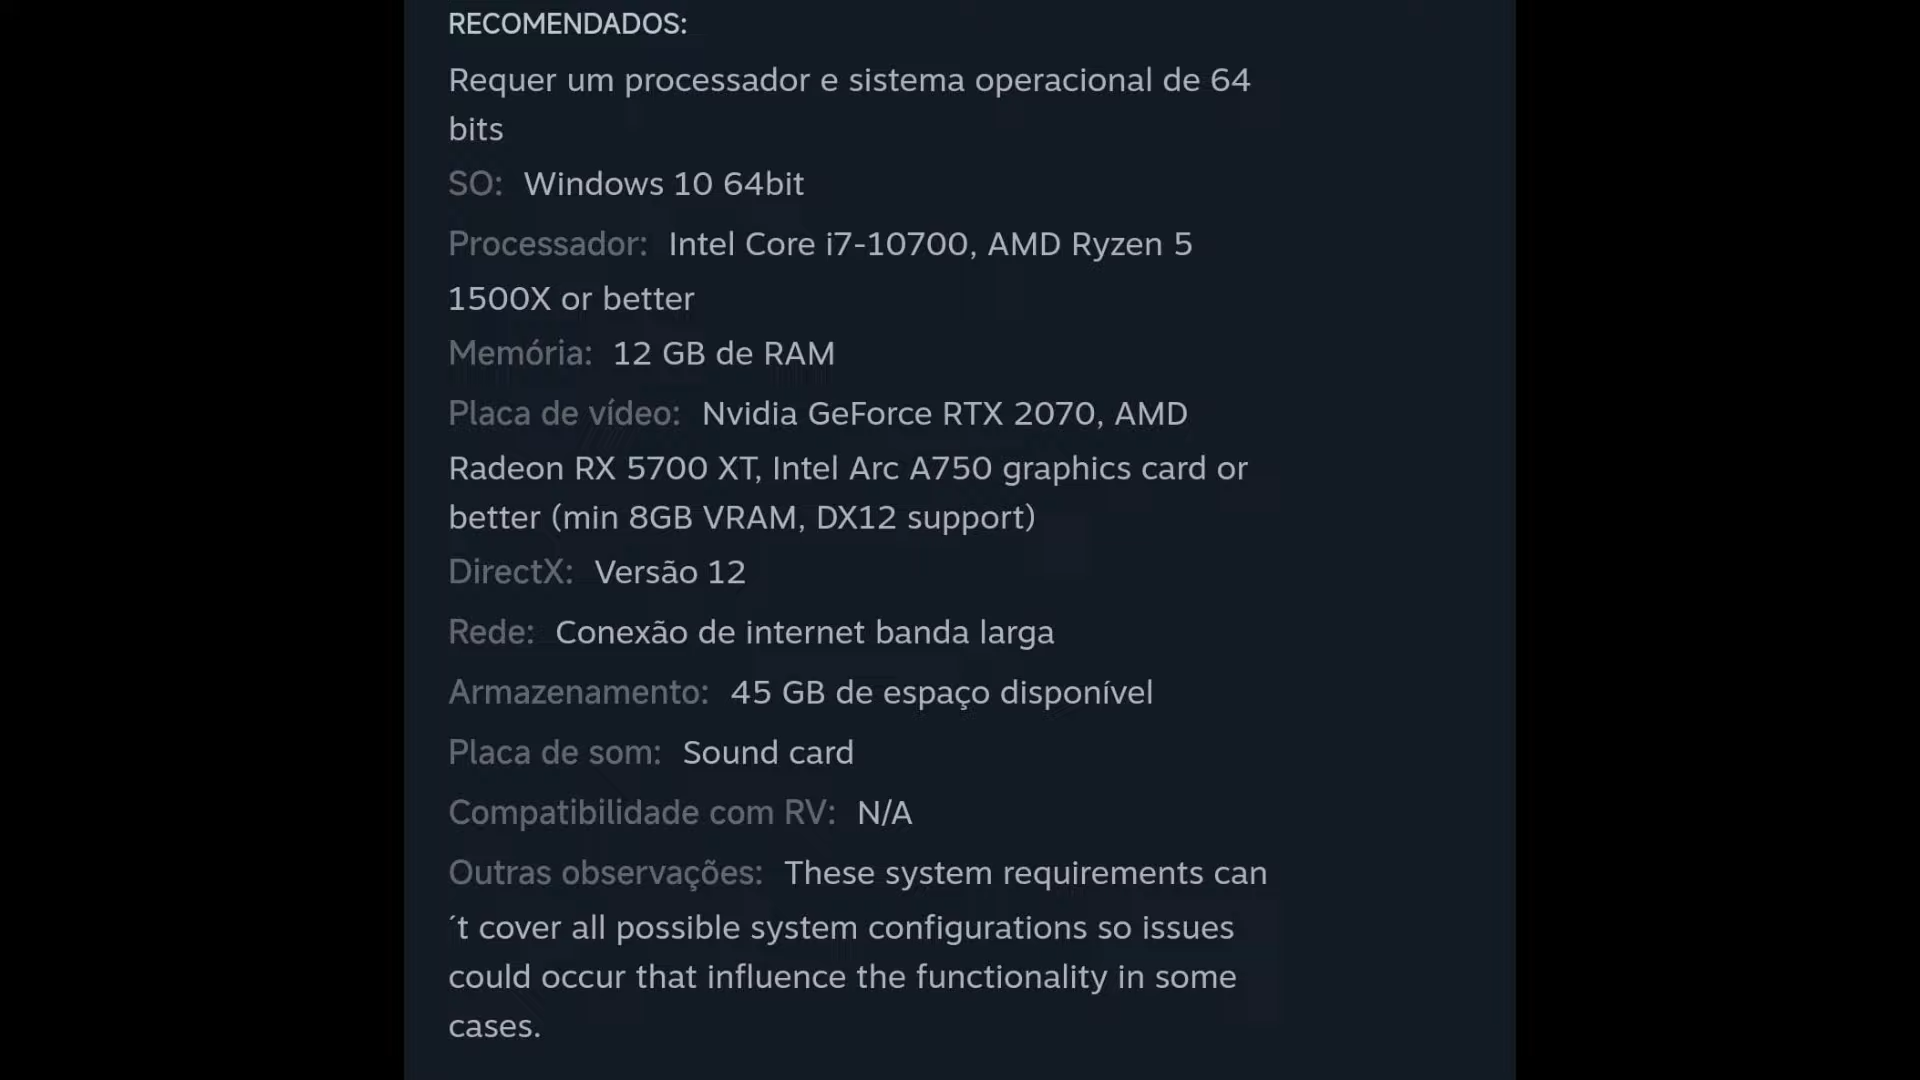 RECOMENDADOS:
Requer um processador e sistema operacional de 64
bits
SO: Windows 10 64bit
Processador: Intel Core i7-10700, AMD Ryzen 5
1500X or better
Memória: 12 GB de RAM
Placa de vídeo: Nvidia GeForce RTX 2070, AMD
Radeon RX 5700 XT, Intel Arc A750 graphics card or
better (min 8GB VRAM, DX12 support)
DirectX: Versão 12
Rede: Conexão de internet banda larga
Armazenamento: 45 GB de espaço disponível
Placa de som: Sound card
Compatibilidade com RV: N/A
Outras observações: These system requirements can
´t cover all possible system configurations so issues
could occur that influence the functionality in some
cases.